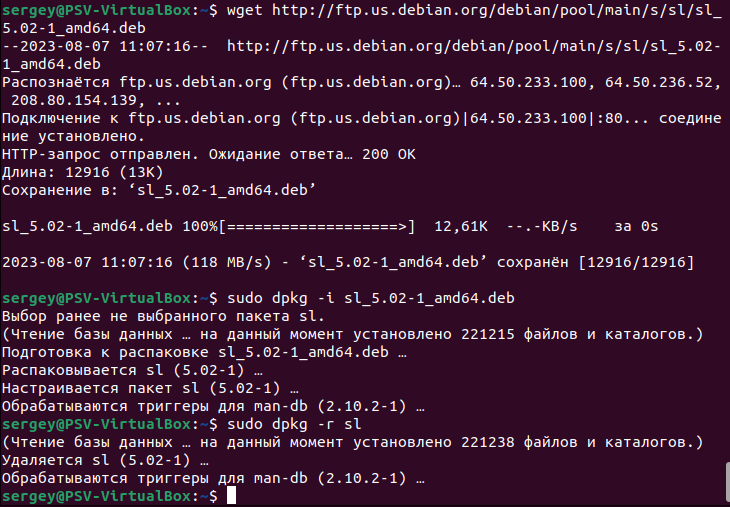 sergey@PSV-VirtualBox:~$ wget http://ftp.us.debian.org/debian/pool/main/s/sl/sl_
5.02-1_amd64.deb
--2023-08-07 11:07:16--  http://ftp.us.debian.org/debian/pool/main/s/sl/sl_5.02-
1_amd64.deb
Распознаётся ftp.us.debian.org (ftp.us.debian.org)… 64.50.233.100, 64.50.236.52,
 208.80.154.139, ...
Подключение к ftp.us.debian.org (ftp.us.debian.org)|64.50.233.100|:80... соедине
ние установлено.
HTTP-запрос отправлен. Ожидание ответа… 200 OK
Длина: 12916 (13K)
Сохранение в: ‘sl_5.02-1_amd64.deb’
sl_5.02-1_amd64.deb 100%[===================>]  12,61K  --.-KB/s    за 0s
2023-08-07 11:07:16 (118 MB/s) - ‘sl_5.02-1_amd64.deb’ сохранён [12916/12916]
sergey@PSV-VirtualBox:~$ sudo dpkg -i sl_5.02-1_amd64.deb
Выбор ранее не выбранного пакета sl.
(Чтение базы данных … на данный момент установлено 221215 файлов и каталогов.)
Подготовка к распаковке sl_5.02-1_amd64.deb …
Распаковывается sl (5.02-1) …
Настраивается пакет sl (5.02-1) …
Обрабатываются триггеры для man-db (2.10.2-1) …
sergey@PSV-VirtualBox:~$ sudo dpkg -r sl
(Чтение базы данных … на данный момент установлено 221238 файлов и каталогов.)
Удаляется sl (5.02-1) …
Обрабатываются триггеры для man-db (2.10.2-1) …
sergey@PSV-VirtualBox:~$